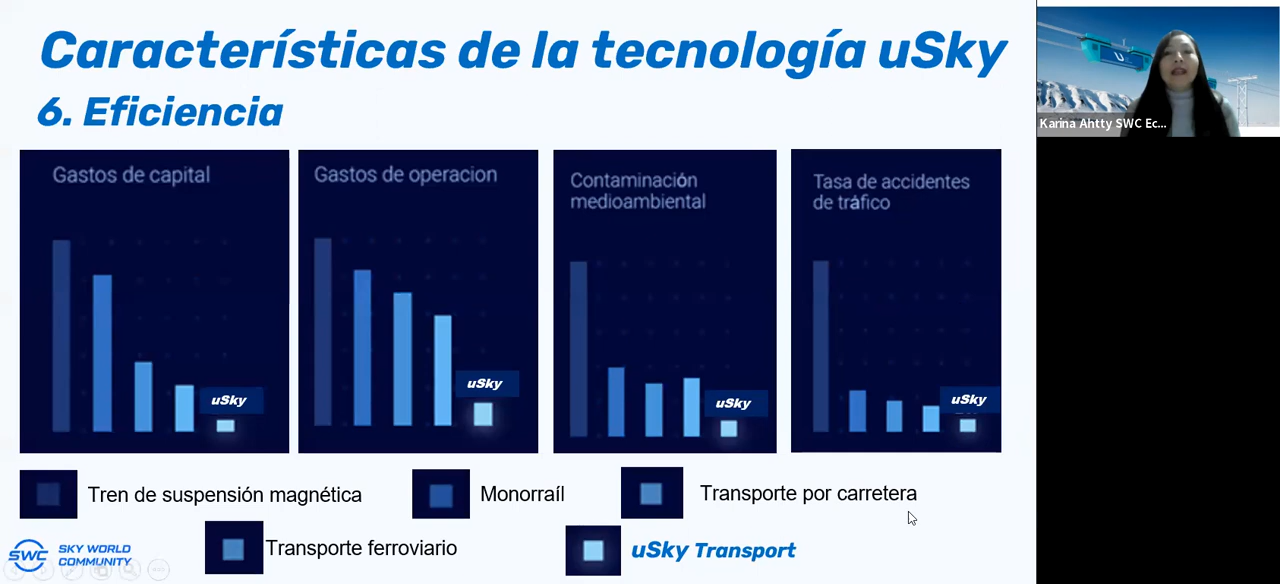 Características de la tecnología uSky
6. Eficiencia
Gastos de capital
Gastos de operacion
Contaminación
medioambiental
Tasa de accidentes
de tráfico
uSky
uSky
uSky
uSky
Tren de suspensión magnética
Monorraíl
Transporte por carretera
Transporte ferroviario
uSky Transport
SWC
SKY WORLD
COMMUNITY
Karina Ahtty SWC Ec...